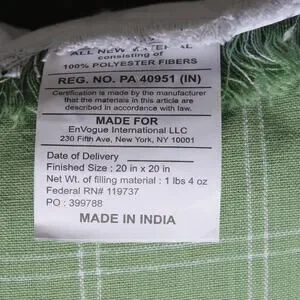 ALL NEW MATERIAL
consisting of
100% POLYESTER FIBERS
REG. NO. PA 40951 (IN)
Certification is made by the manufacturer
that the materials in this article are
described in accordance with law.
MADE FOR
EnVogue International LLC
230 Fifth Ave, New York, NY 10001
Date of Delivery
Finished Size : 20 in x 20 in
Net Wt. of filling material : 1 lbs 4 oz
Federal RN# 119737
PO : 399788
MADE IN INDIA